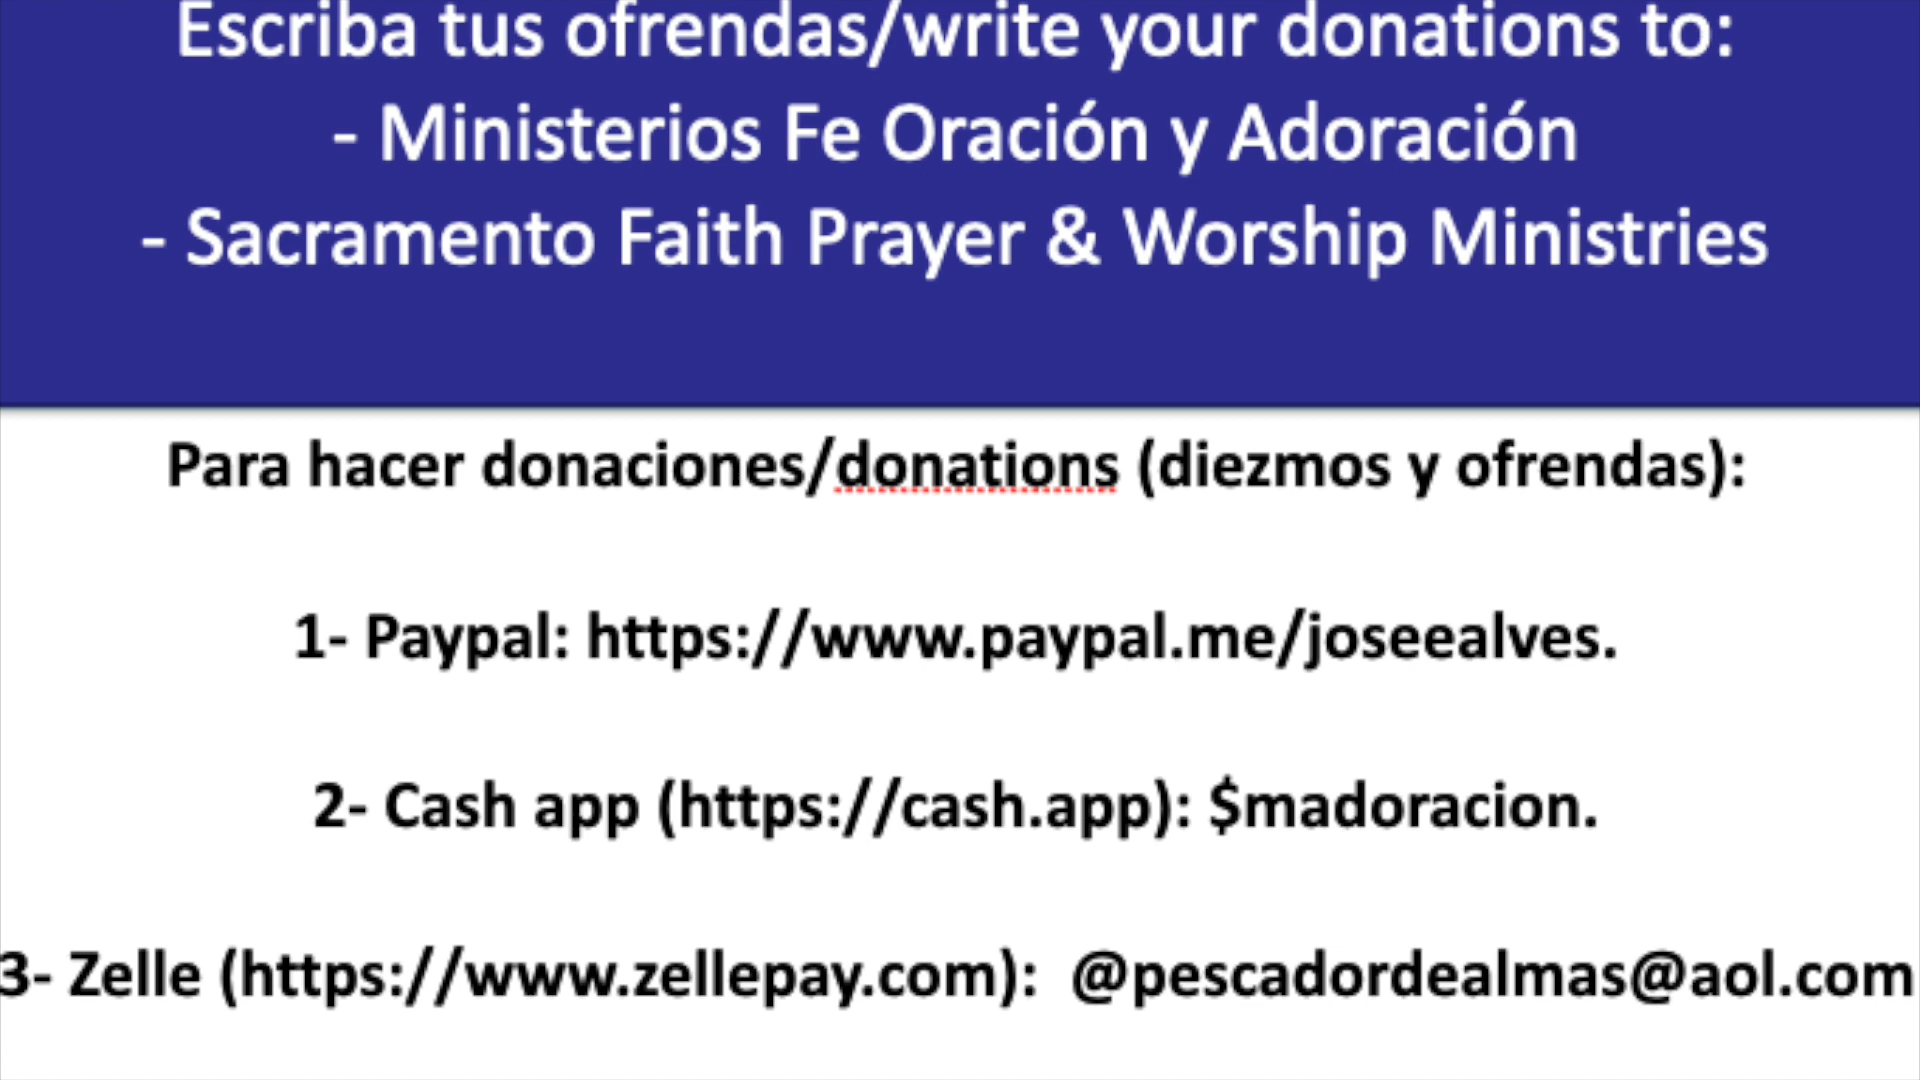 Escriba tus ofrendas/write your donations to:
- Ministerios Fe Oración y Adoración
- Sacramento Faith Prayer & Worship Ministries
Para hacer donaciones/donations (diezmos y ofrendas):
1- Paypal: https://www.paypal.me/joseealves.
2- Cash app (https://cash.app): $madoracion.
3- Zelle (https://www.zellepay.com): @pescadordealmas@aol.com